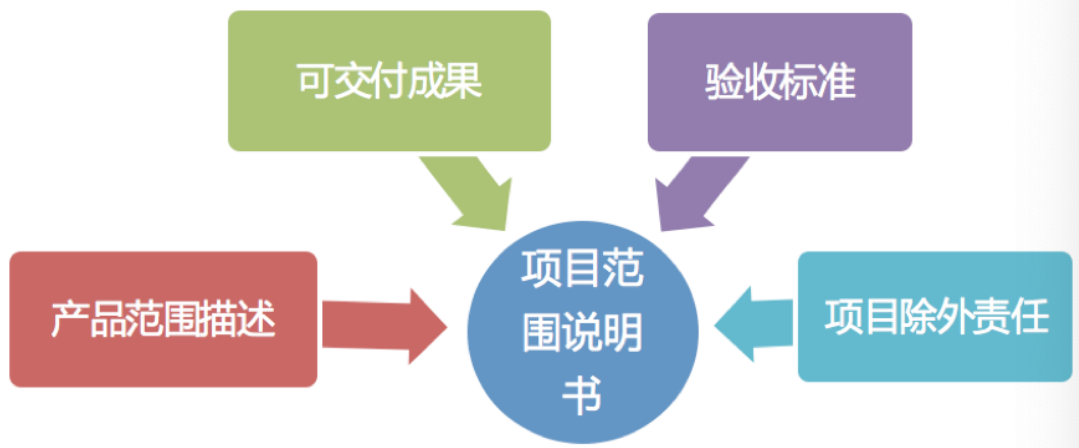 可交付成果
验收标准
产品范围描述
项目范
围说明
书
项目除外责任